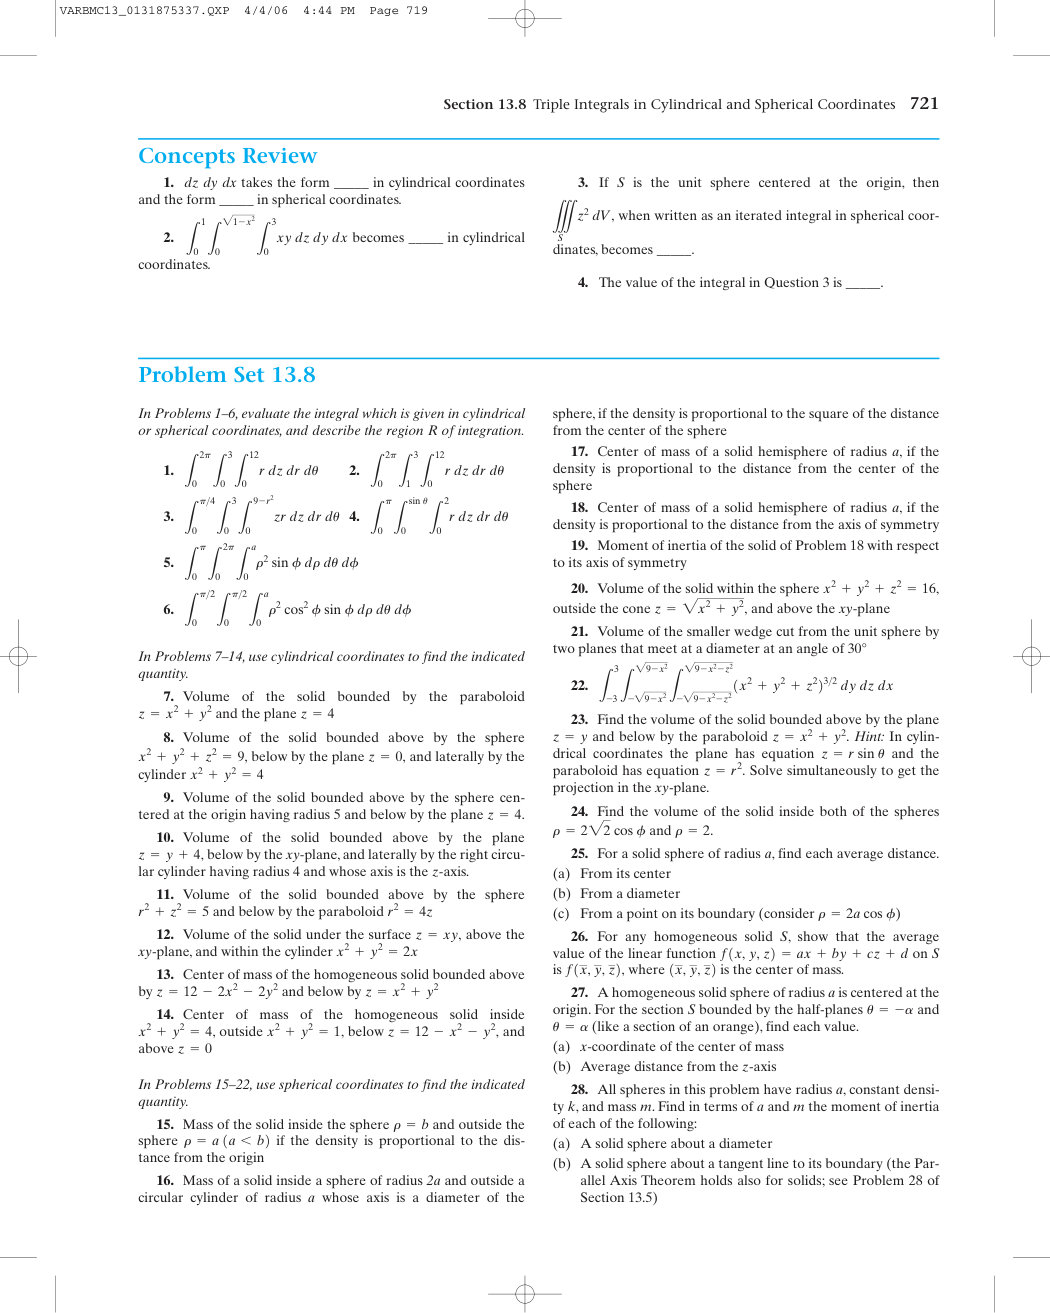 VARBMC13_0131875337.QXP 4/4/06 4:44 PM Page 719
Section 13.8 Triple Integrals in Cylindrical and Spherical Coordinates 721
Concepts Review
1. dz dy dx takes the form _____ in cylindrical coordinates
and the form _____ in spherical coordinates.
2. ∫₀¹ ∫₀^√(1−x²) ∫₀³ xy dz dy dx becomes _____ in cylindrical
coordinates.
3. If S is the unit sphere centered at the origin, then
∭_S z² dV, when written as an iterated integral in spherical coor-
dinates, becomes _____.
4. The value of the integral in Question 3 is _____.
Problem Set 13.8
In Problems 1–6, evaluate the integral which is given in cylindrical
or spherical coordinates, and describe the region R of integration.
1. ∫₀^2π ∫₀³ ∫₀¹² r dz dr dθ 2. ∫₀^2π ∫₁³ ∫₀¹² r dz dr dθ
3. ∫₀^π/4 ∫₀³ ∫₀^(9−r²) zr dz dr dθ 4. ∫₀^π ∫₀^sin θ ∫₀² r dz dr dθ
5. ∫₀^π ∫₀^2π ∫₀^a ρ² sin ϕ dρ dθ dϕ
6. ∫₀^π/2 ∫₀^π/2 ∫₀^a ρ² cos² ϕ sin ϕ dρ dθ dϕ
In Problems 7–14, use cylindrical coordinates to find the indicated
quantity.
7. Volume of the solid bounded by the paraboloid
z = x² + y² and the plane z = 4
8. Volume of the solid bounded above by the sphere
x² + y² + z² = 9, below by the plane z = 0, and laterally by the
cylinder x² + y² = 4
9. Volume of the solid bounded above by the sphere cen-
tered at the origin having radius 5 and below by the plane z = 4.
10. Volume of the solid bounded above by the plane
z = y + 4, below by the xy-plane, and laterally by the right circu-
lar cylinder having radius 4 and whose axis is the z-axis.
11. Volume of the solid bounded above by the sphere
r² + z² = 5 and below by the paraboloid r² = 4z
12. Volume of the solid under the surface z = xy, above the
xy-plane, and within the cylinder x² + y² = 2x
13. Center of mass of the homogeneous solid bounded above
by z = 12 − 2x² − 2y² and below by z = x² + y²
14. Center of mass of the homogeneous solid inside
x² + y² = 4, outside x² + y² = 1, below z = 12 − x² − y², and
above z = 0
In Problems 15–22, use spherical coordinates to find the indicated
quantity.
15. Mass of the solid inside the sphere ρ = b and outside the
sphere ρ = a (a < b) if the density is proportional to the dis-
tance from the origin
16. Mass of a solid inside a sphere of radius 2a and outside a
circular cylinder of radius a whose axis is a diameter of the
sphere, if the density is proportional to the square of the distance
from the center of the sphere
17. Center of mass of a solid hemisphere of radius a, if the
density is proportional to the distance from the center of the
sphere
18. Center of mass of a solid hemisphere of radius a, if the
density is proportional to the distance from the axis of symmetry
19. Moment of inertia of the solid of Problem 18 with respect
to its axis of symmetry
20. Volume of the solid within the sphere x² + y² + z² = 16,
outside the cone z = √(x² + y²), and above the xy-plane
21. Volume of the smaller wedge cut from the unit sphere by
two planes that meet at a diameter at an angle of 30°
22. ∫₋₃³ ∫_−√(9−x²)^√(9−x²) ∫_−√(9−x²−z²)^√(9−x²−z²) (x² + y² + z²)^3/2 dy dz dx
23. Find the volume of the solid bounded above by the plane
z = y and below by the paraboloid z = x² + y². Hint: In cylin-
drical coordinates the plane has equation z = r sin θ and the
paraboloid has equation z = r². Solve simultaneously to get the
projection in the xy-plane.
24. Find the volume of the solid inside both of the spheres
ρ = 2√2 cos ϕ and ρ = 2.
25. For a solid sphere of radius a, find each average distance.
(a) From its center
(b) From a diameter
(c) From a point on its boundary (consider ρ = 2a cos ϕ)
26. For any homogeneous solid S, show that the average
value of the linear function f(x, y, z) = ax + by + cz + d on S
is f(x̅, y̅, z̅), where (x̅, y̅, z̅) is the center of mass.
27. A homogeneous solid sphere of radius a is centered at the
origin. For the section S bounded by the half-planes θ = −α and
θ = α (like a section of an orange), find each value.
(a) x-coordinate of the center of mass
(b) Average distance from the z-axis
28. All spheres in this problem have radius a, constant densi-
ty k, and mass m. Find in terms of a and m the moment of inertia
of each of the following:
(a) A solid sphere about a diameter
(b) A solid sphere about a tangent line to its boundary (the Par-
allel Axis Theorem holds also for solids; see Problem 28 of
Section 13.5)